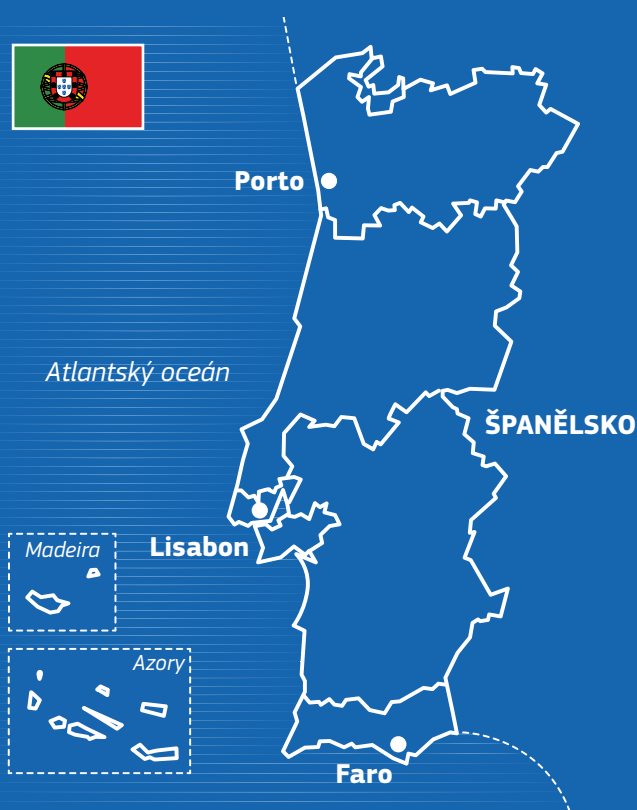 Porto
Atlantský oceán
ŠPANĚLSKO
Lisabon
Madeira
Azory
Faro